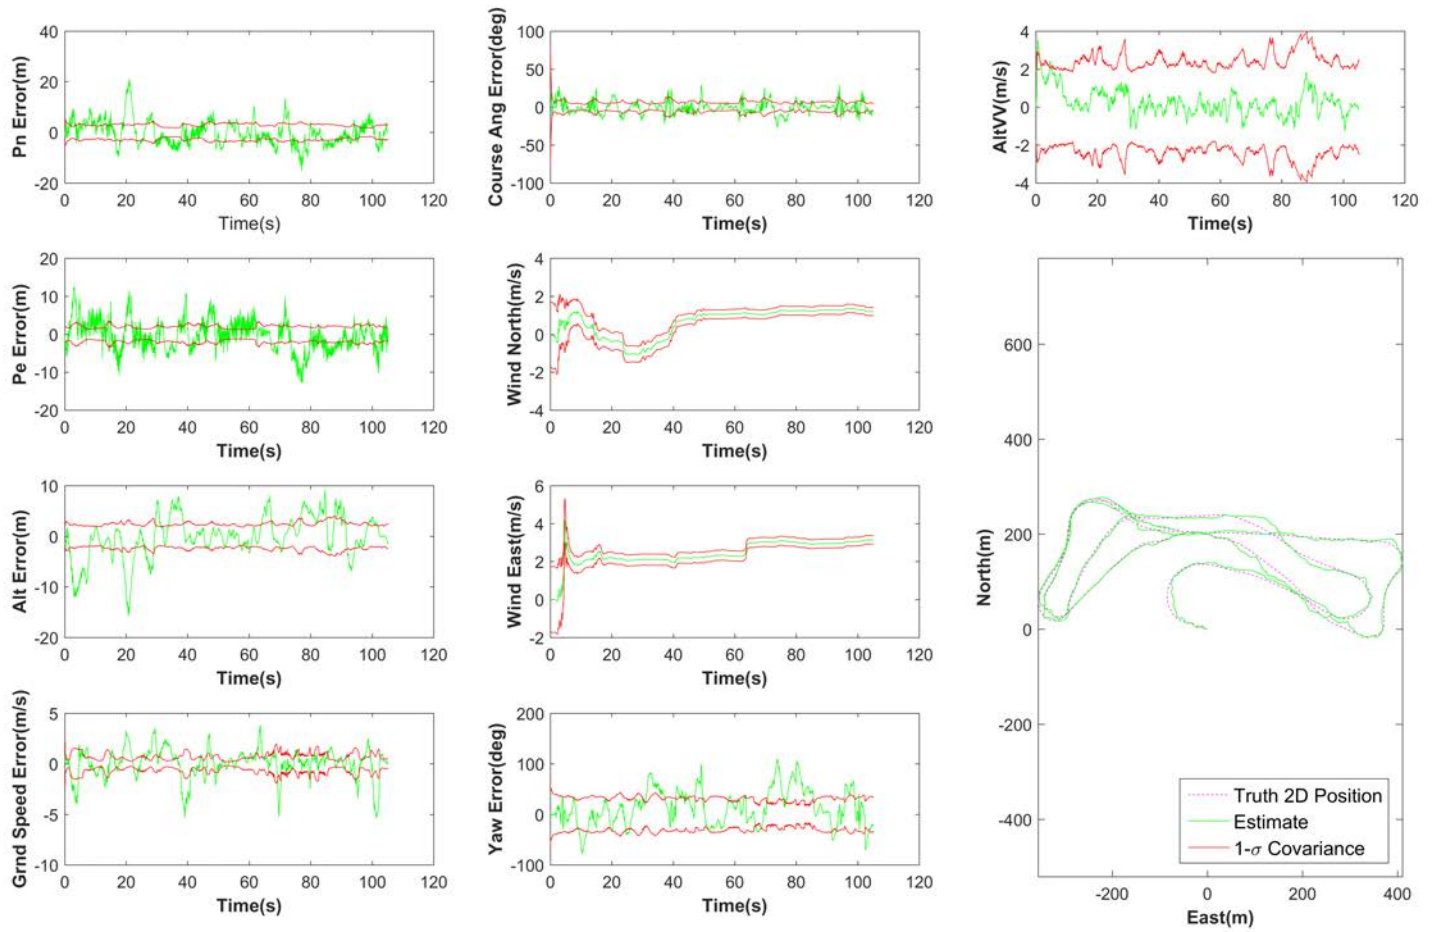 Pn Error(m)
40
20
0
-20
0 20 40 60 80 100 120
Time(s)
Course Ang Error(deg)
100
50
0
-50
-100
0 20 40 60 80 100 120
Time(s)
AltVV(m/s)
4
2
0
-2
-4
0 20 40 60 80 100 120
Time(s)
Pe Error(m)
20
10
0
-10
-20
0 20 40 60 80 100 120
Time(s)
Wind North(m/s)
4
2
0
-2
-4
0 20 40 60 80 100 120
Time(s)
Alt Error(m)
10
0
-10
-20
0 20 40 60 80 100 120
Time(s)
Wind East(m/s)
6
4
2
0
-2
0 20 40 60 80 100 120
Time(s)
Grnd Speed Error(m/s)
5
0
-5
-10
0 20 40 60 80 100 120
Time(s)
Yaw Error(deg)
200
100
0
-100
0 20 40 60 80 100 120
Time(s)
North(m)
600
400
200
0
-200
-400
-200 0 200 400
East(m)
Truth 2D Position
Estimate
1-σ Covariance